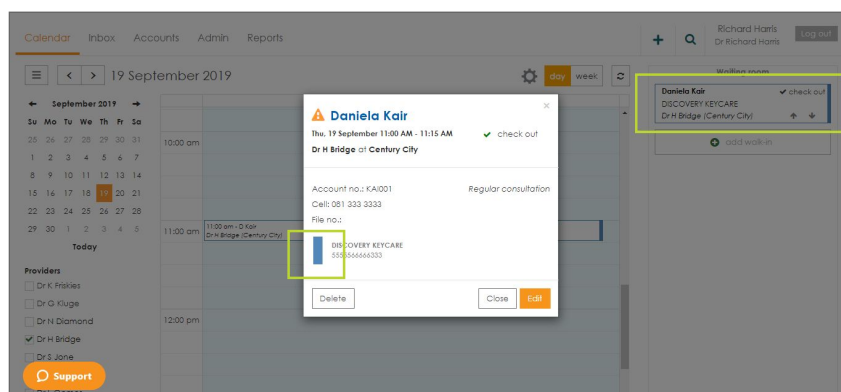 Calendar Inbox Accounts Admin Reports
Richard Harris
Dr Richard Harris
Log out
19 September 2019
day week
Waiting room
September 2019
Su Mo Tu We Th Fr Sa
25 26 27 28 29 30 31
1 2 3 4 5 6 7
8 9 10 11 12 13 14
15 16 17 18 19 20 21
22 23 24 25 26 27 28
29 30 1 2 3 4 5
Today
Providers
Dr K Friskies
Dr G Kluge
Dr N Diamond
Dr H Bridge
Dr S Jone
Support
10:00 am
11:00 am
11:00 am - D Kair
Dr H Bridge (Century City)
12:00 pm
Daniela Kair
Thu, 19 September 11:00 AM - 11:15 AM
check out
Dr H Bridge at Century City
Account no.: KAI001
Regular consultation
Cell: 081 333 3333
File no.:
DISCOVERY KEYCARE
Delete
Close
Edit
Daniela Kair
check out
DISCOVERY KEYCARE
Dr H Bridge (Century City)
add walk-in